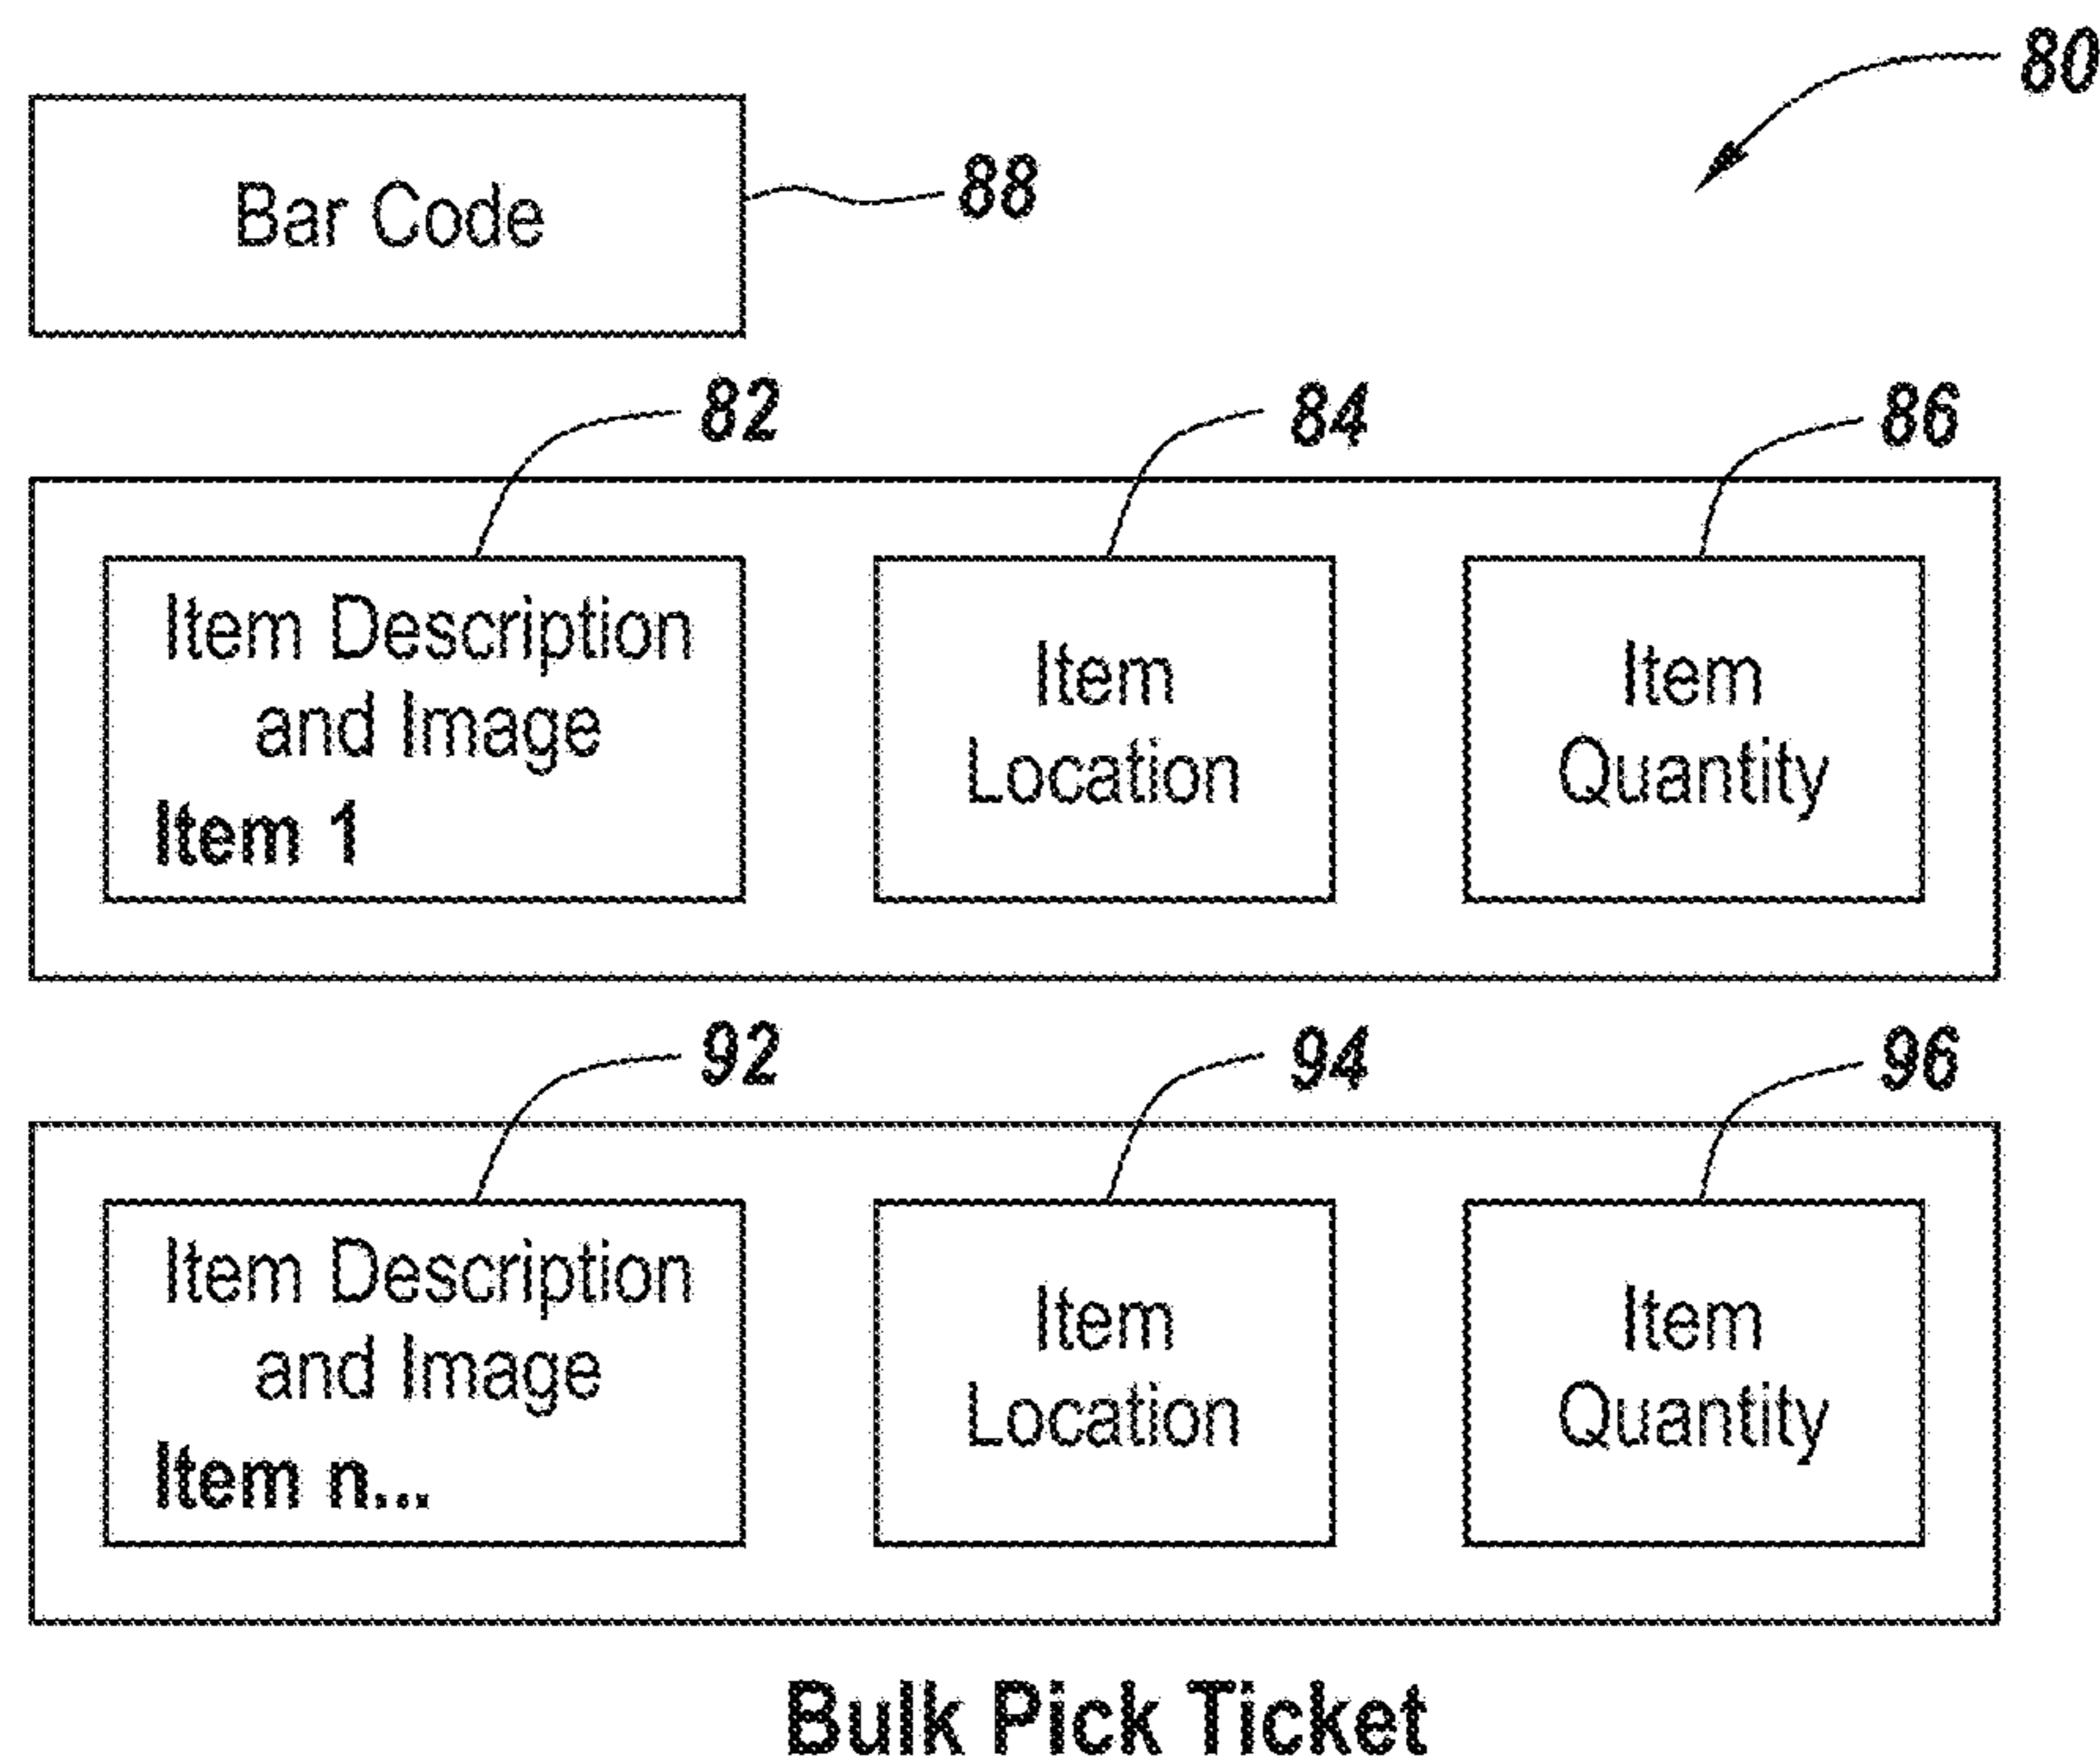 80
Bar Code
88
82
84
86
Item Description
and Image
Item 1
Item
Location
Item
Quantity
92
94
96
Item Description
and Image
Item n...
Item
Location
Item
Quantity
Bulk Pick Ticket